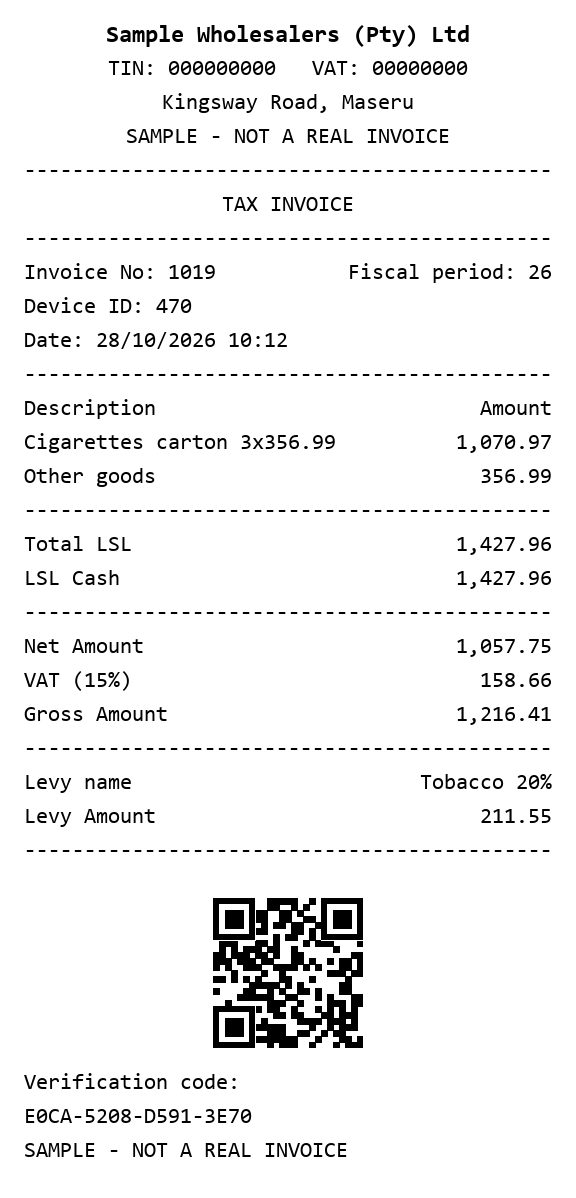 Sample Wholesalers (Pty) Ltd
TIN: 000000000 VAT: 00000000
Kingsway Road, Maseru
SAMPLE - NOT A REAL INVOICE
--------------------------------------------
TAX INVOICE
--------------------------------------------
Invoice No: 1019 Fiscal period: 26
Device ID: 470
Date: 28/10/2026 10:12
--------------------------------------------
Description Amount
Cigarettes carton 3x356.99 1,070.97
Other goods 356.99
--------------------------------------------
Total LSL 1,427.96
LSL Cash 1,427.96
--------------------------------------------
Net Amount 1,057.75
VAT (15%) 158.66
Gross Amount 1,216.41
--------------------------------------------
Levy name Tobacco 20%
Levy Amount 211.55
--------------------------------------------
Verification code:
E0CA-5208-D591-3E70
SAMPLE - NOT A REAL INVOICE